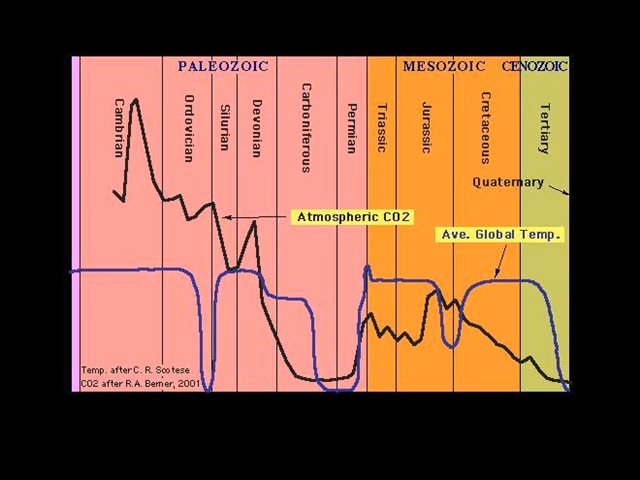 PALEOZOIC
MESOZOIC
CENOZOIC
Cambrian
Ordovician
Silurian
Devonian
Carboniferous
Permian
Triassic
Jurassic
Cretaceous
Tertiary
Quaternary
Atmospheric CO2
Ave. Global Temp.
Temp. after C. R. Scotese
CO2 after R.A. Berner, 2001